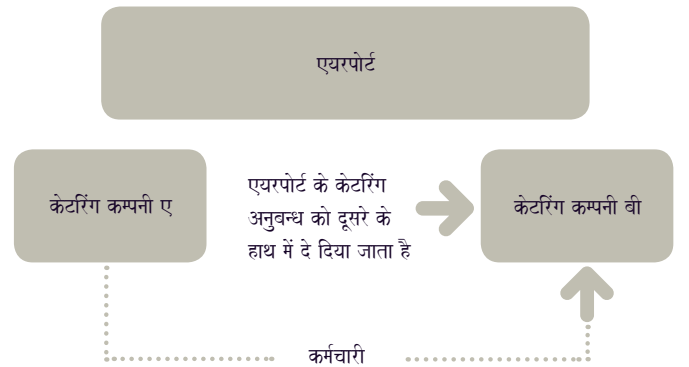 एयरपोर्ट
केटरिंग कम्पनी ए
एयरपोर्ट के केटरिंग
अनुबन्ध को दूसरे के
हाथ में दे दिया जाता है
केटरिंग कम्पनी बी
कर्मचारी